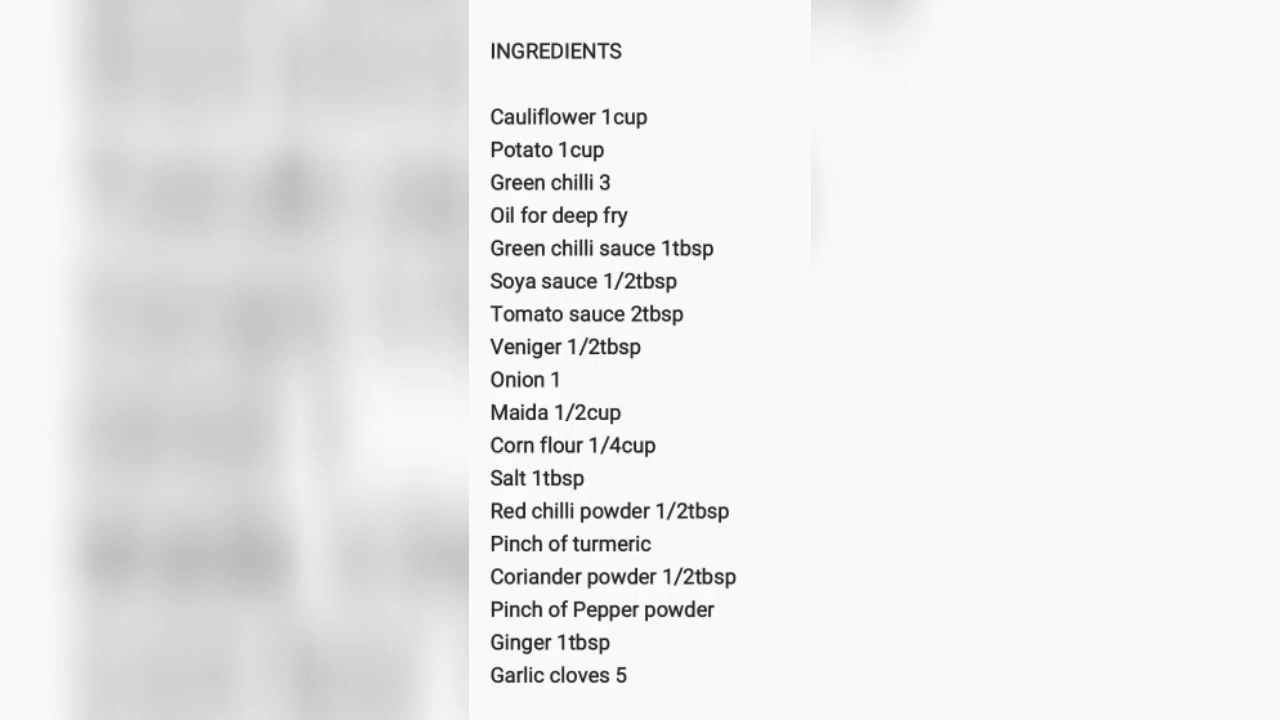 INGREDIENTS
Cauliflower 1cup
Potato 1cup
Green chilli 3
Oil for deep fry
Green chilli sauce 1tbsp
Soya sauce 1/2tbsp
Tomato sauce 2tbsp
Veniger 1/2tbsp
Onion 1
Maida 1/2cup
Corn flour 1/4cup
Salt 1tbsp
Red chilli powder 1/2tbsp
Pinch of turmeric
Coriander powder 1/2tbsp
Pinch of Pepper powder
Ginger 1tbsp
Garlic cloves 5